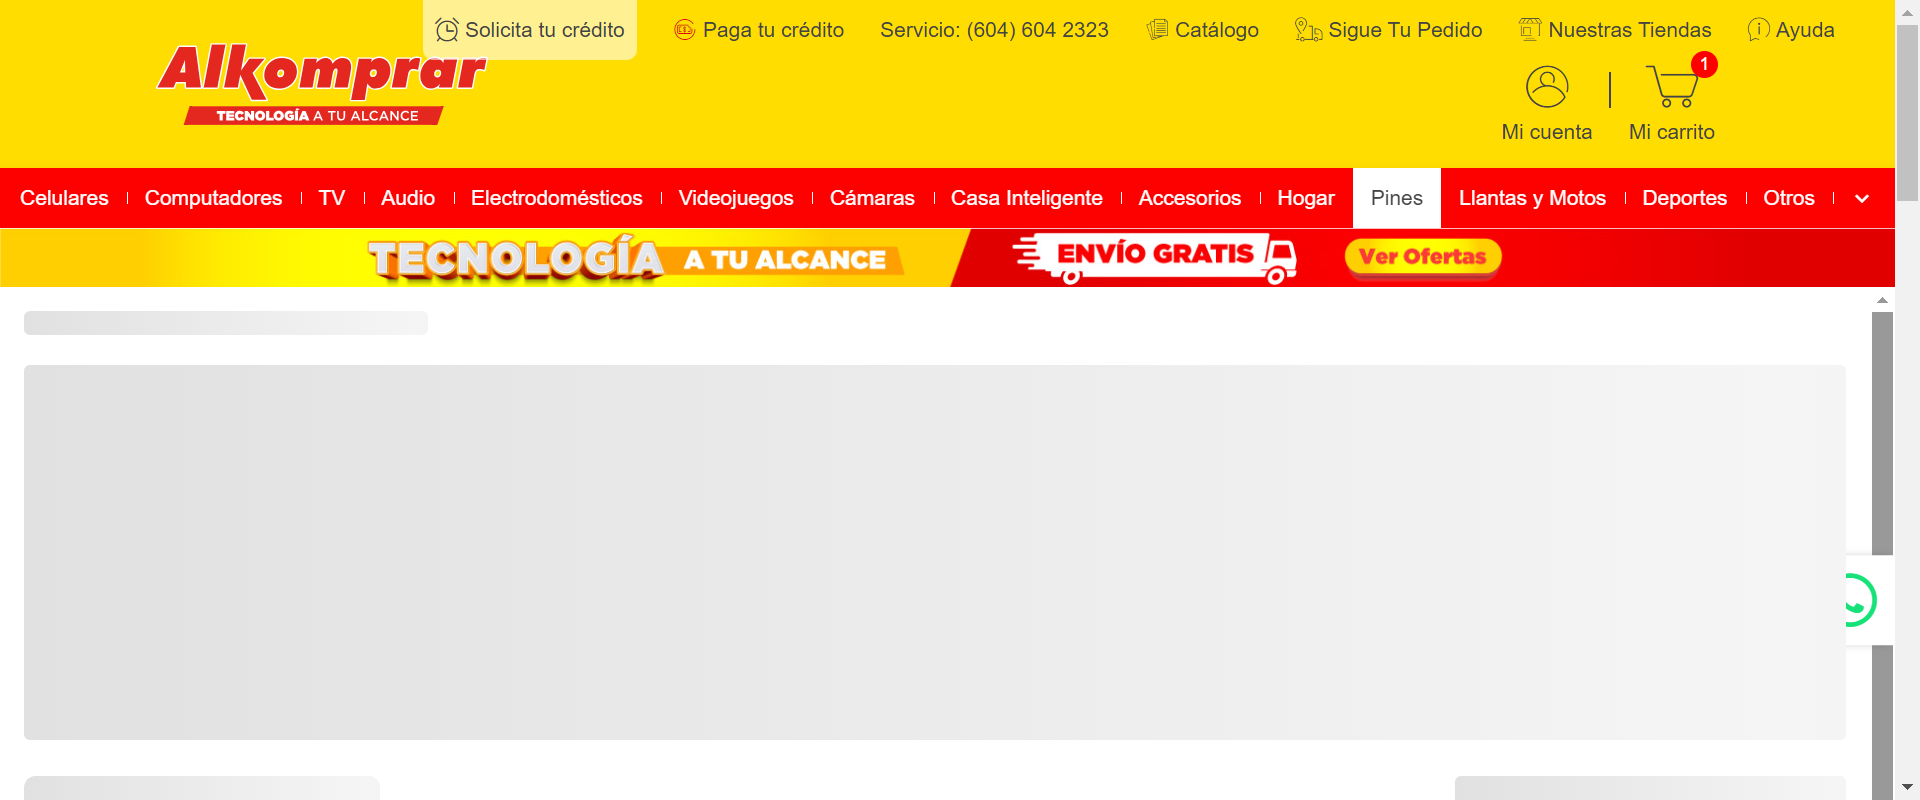 Solicita tu crédito
Paga tu crédito
Servicio: (604) 604 2323
Catálogo
Sigue Tu Pedido
Nuestras Tiendas
Ayuda
Alkomprar
TECNOLOGÍA A TU ALCANCE
1
Mi cuenta
Mi carrito
Celulares
Computadores
TV
Audio
Electrodomésticos
Videojuegos
Cámaras
Casa Inteligente
Accesorios
Hogar
Pines
Llantas y Motos
Deportes
Otros
TECNOLOGÍA A TU ALCANCE
ENVÍO GRATIS
Ver Ofertas